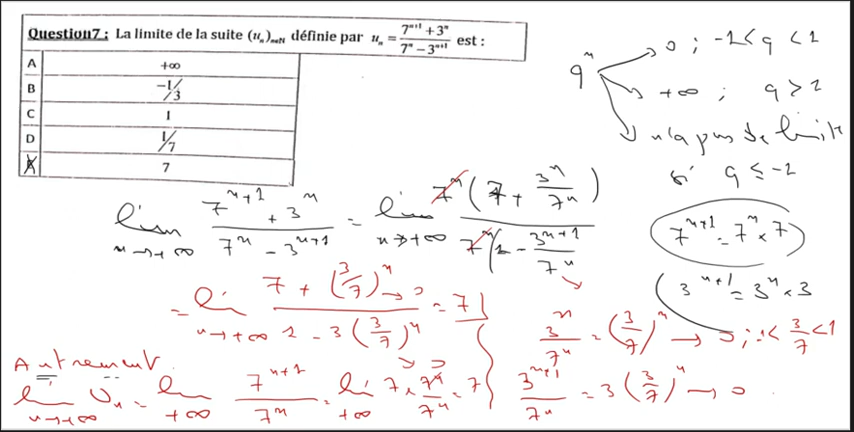 Question7 : La limite de la suite (uₙ)ₙ∈ℕ définie par uₙ = (7ⁿ⁺¹ + 3ⁿ)/(7ⁿ − 3ⁿ⁺¹) est :
A +∞
B −1/3
C 1
D 1/7
E 7
qⁿ → 0 ; -1 < q < 1
→ +∞ ; q > 1
→ n'a pas de limite
si q ≤ -1
lim n→+∞ (7ⁿ⁺¹ + 3ⁿ)/(7ⁿ − 3ⁿ⁺¹) = lim n→+∞ 7ⁿ(7 + 3ⁿ/7ⁿ)/7ⁿ(1 − 3ⁿ⁺¹/7ⁿ)
7ⁿ⁺¹ = 7ⁿ × 7
3ⁿ⁺¹ = 3ⁿ × 3
= lim n→+∞ (7 + (3/7)ⁿ → 0)/(1 − 3(3/7)ⁿ → 0) = 7
3ⁿ/7ⁿ = (3/7)ⁿ → 0 ; -1 < 3/7 < 1
Autrement
lim n→+∞ Uₙ = lim +∞ 7ⁿ⁺¹/7ⁿ = lim +∞ 7 × 7ⁿ/7ⁿ = 7
3ⁿ⁺¹/7ⁿ = 3(3/7)ⁿ → 0